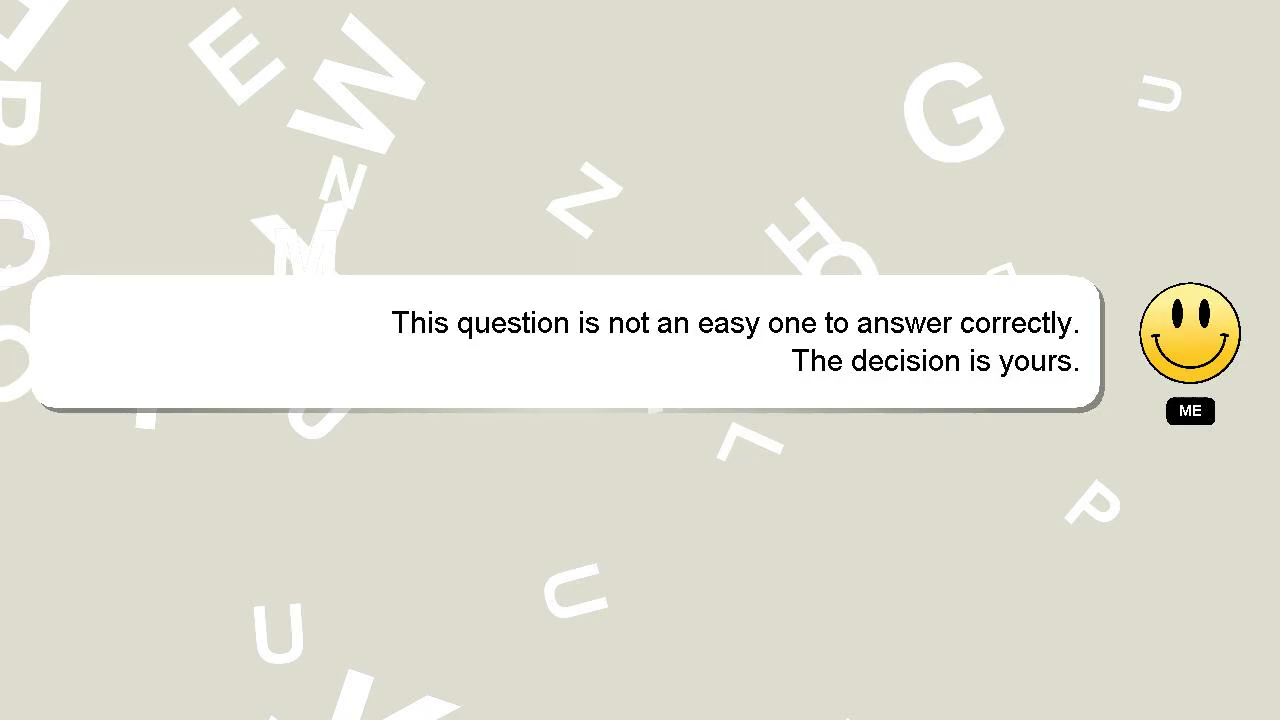 This question is not an easy one to answer correctly.
The decision is yours.
ME